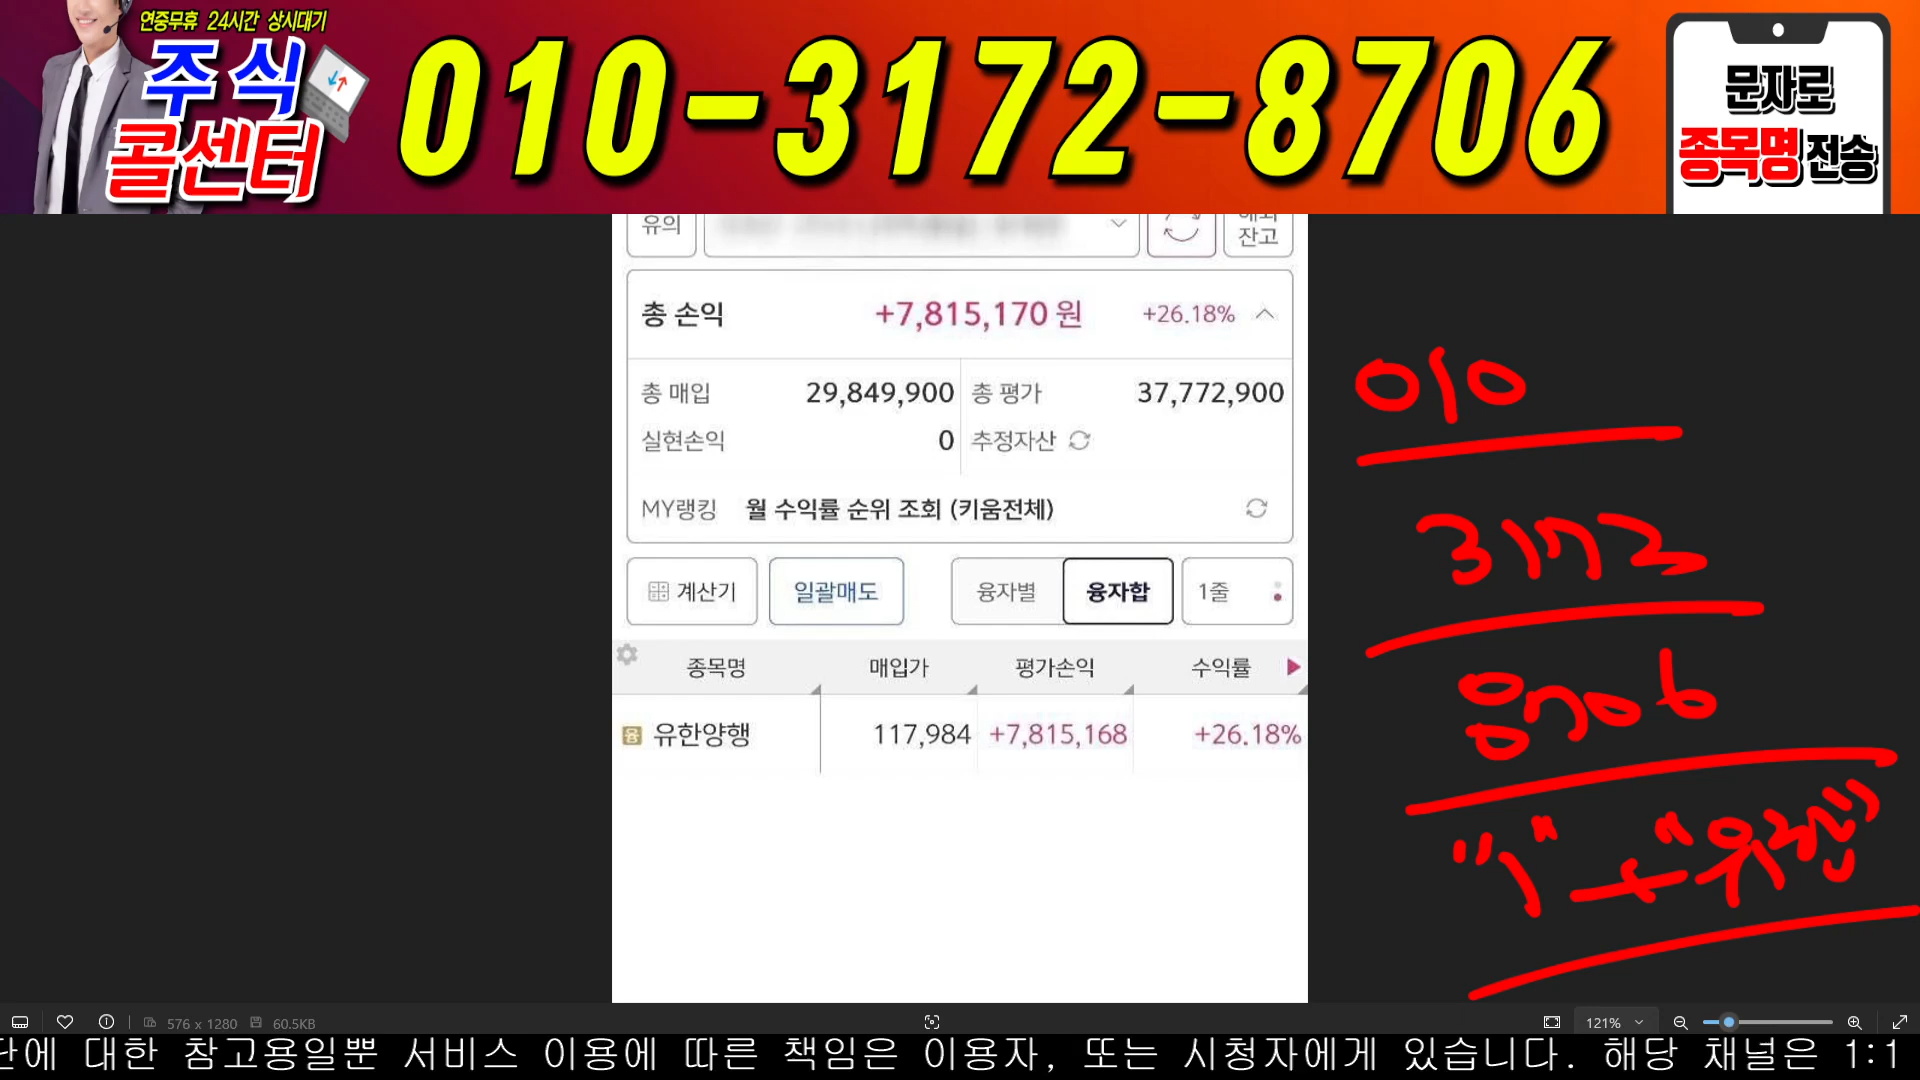 연중무휴 24시간 상시대기
주식
콜센터
010-3172-8706
문자로
종목명 전송
유의
잔고
총 손익 +7,815,170 원 +26.18%
총 매입 29,849,900 총 평가 37,772,900
실현손익 0 추정자산
MY랭킹 월 수익률 순위 조회 (키움전체)
계산기 일괄매도 융자별 융자합 1줄
종목명 매입가 평가손익 수익률
융 유한양행 117,984 +7,815,168 +26.18%
010
3172
8706
576 x 1280 60.5KB 121%
단에 대한 참고용일뿐 서비스 이용에 따른 책임은 이용자, 또는 시청자에게 있습니다. 해당 채널은 1:1